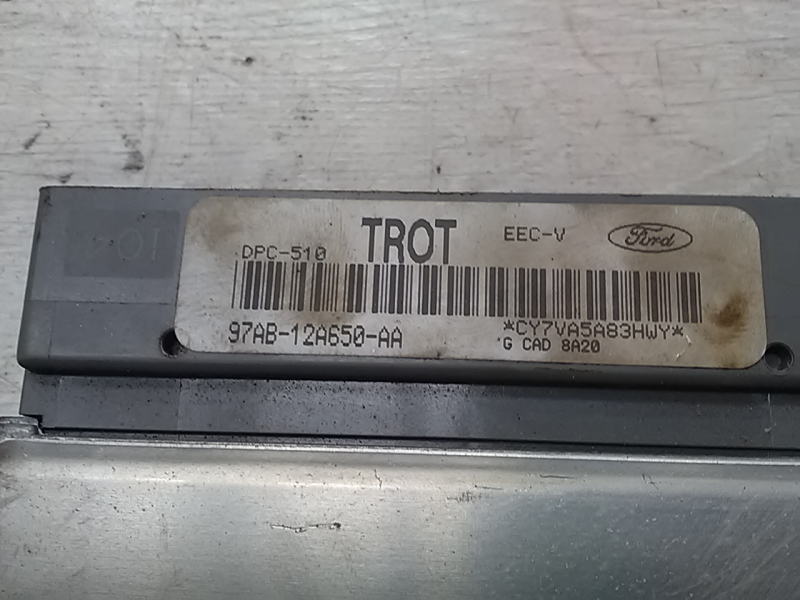 TROT
EEC-V
Ford
DPC-510
97AB-12A650-AA
*CY7VA5A83HWY*
G CAD 8A20